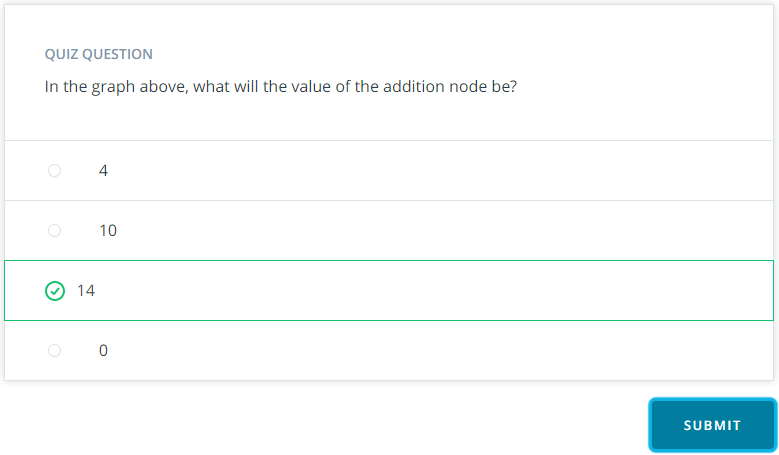 QUIZ QUESTION
In the graph above, what will the value of the addition node be?
4
10
14
0
SUBMIT